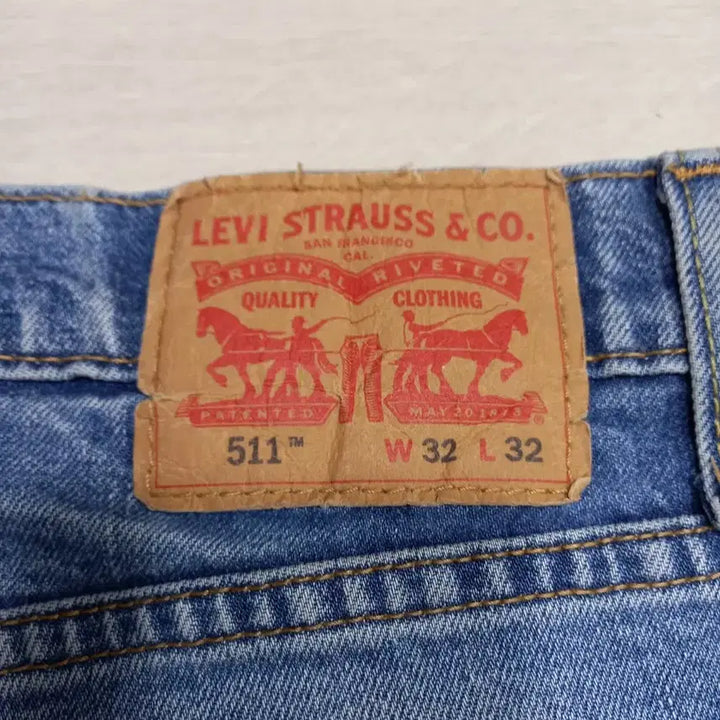 LEVI STRAUSS & CO.
SAN FRANCISCO
CAL.
ORIGINAL RIVETED
QUALITY CLOTHING
PATENTED MAY 20 1873
511™ W 32 L 32